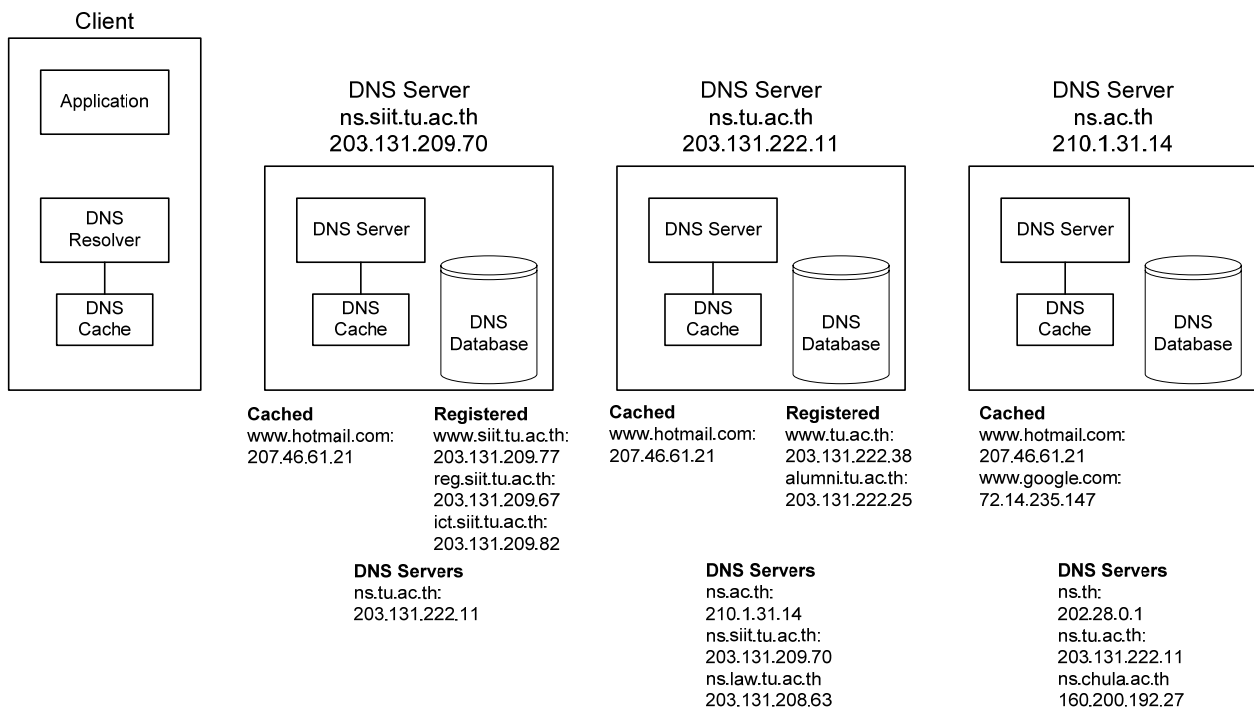 Client
Application
DNS
Resolver
DNS
Cache
DNS Server
ns.siit.tu.ac.th
203.131.209.70
DNS Server
DNS
Cache
DNS
Database
Cached
www.hotmail.com:
207.46.61.21
Registered
www.siit.tu.ac.th:
203.131.209.77
reg.siit.tu.ac.th:
203.131.209.67
ict.siit.tu.ac.th:
203.131.209.82
DNS Servers
ns.tu.ac.th:
203.131.222.11
DNS Server
ns.tu.ac.th
203.131.222.11
DNS Server
DNS
Cache
DNS
Database
Cached
www.hotmail.com:
207.46.61.21
Registered
www.tu.ac.th:
203.131.222.38
alumni.tu.ac.th:
203.131.222.25
DNS Servers
ns.ac.th:
210.1.31.14
ns.siit.tu.ac.th:
203.131.209.70
ns.law.tu.ac.th
203.131.208.63
DNS Server
ns.ac.th
210.1.31.14
DNS Server
DNS
Cache
DNS
Database
Cached
www.hotmail.com:
207.46.61.21
www.google.com:
72.14.235.147
DNS Servers
ns.th:
202.28.0.1
ns.tu.ac.th:
203.131.222.11
ns.chula.ac.th
160.200.192.27